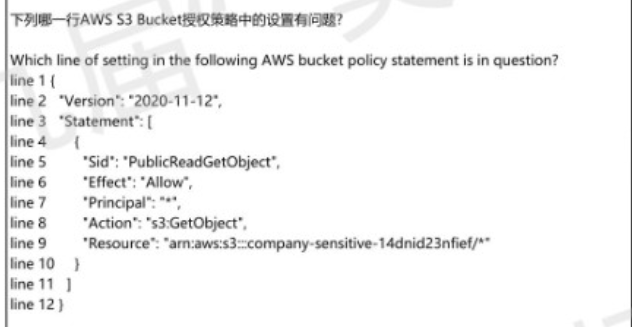 下列哪一行AWS S3 Bucket授权策略中的设置有问题?
Which line of setting in the following AWS bucket policy statement is in question?
line 1 {
line 2 "Version": "2020-11-12",
line 3 "Statement": [
line 4 {
line 5 "Sid": "PublicReadGetObject",
line 6 "Effect": "Allow",
line 7 "Principal": "*",
line 8 "Action": "s3:GetObject",
line 9 "Resource": "arn:aws:s3:::company-sensitive-14dnid23nfief/*"
line 10 }
line 11 ]
line 12 }